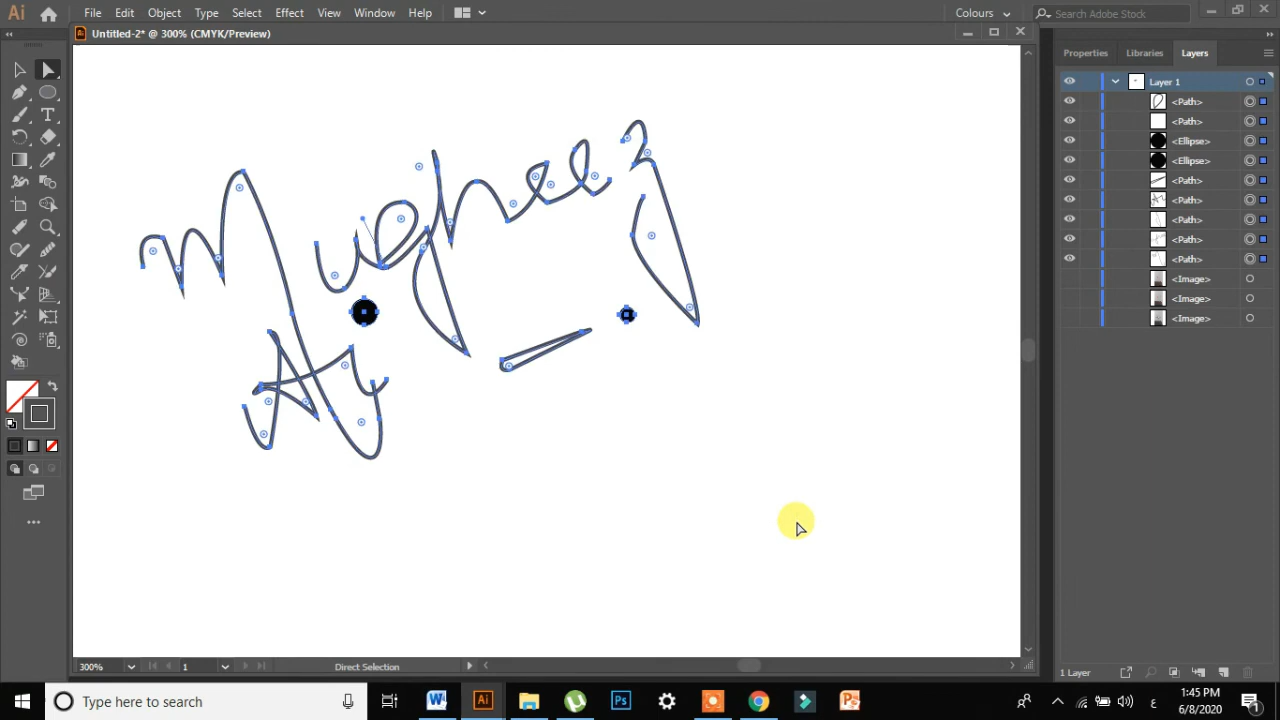 Ai File Edit Object Type Select Effect View Window Help Colours Search Adobe Stock
Untitled-2* @ 300% (CMYK/Preview)
Properties Libraries Layers
Layer 1
<Path>
<Path>
<Ellipse>
<Ellipse>
<Path>
<Path>
<Path>
<Path>
<Path>
<Image>
<Image>
<Image>
300% 1 Direct Selection
1 Layer
Type here to search
1:45 PM
6/8/2020